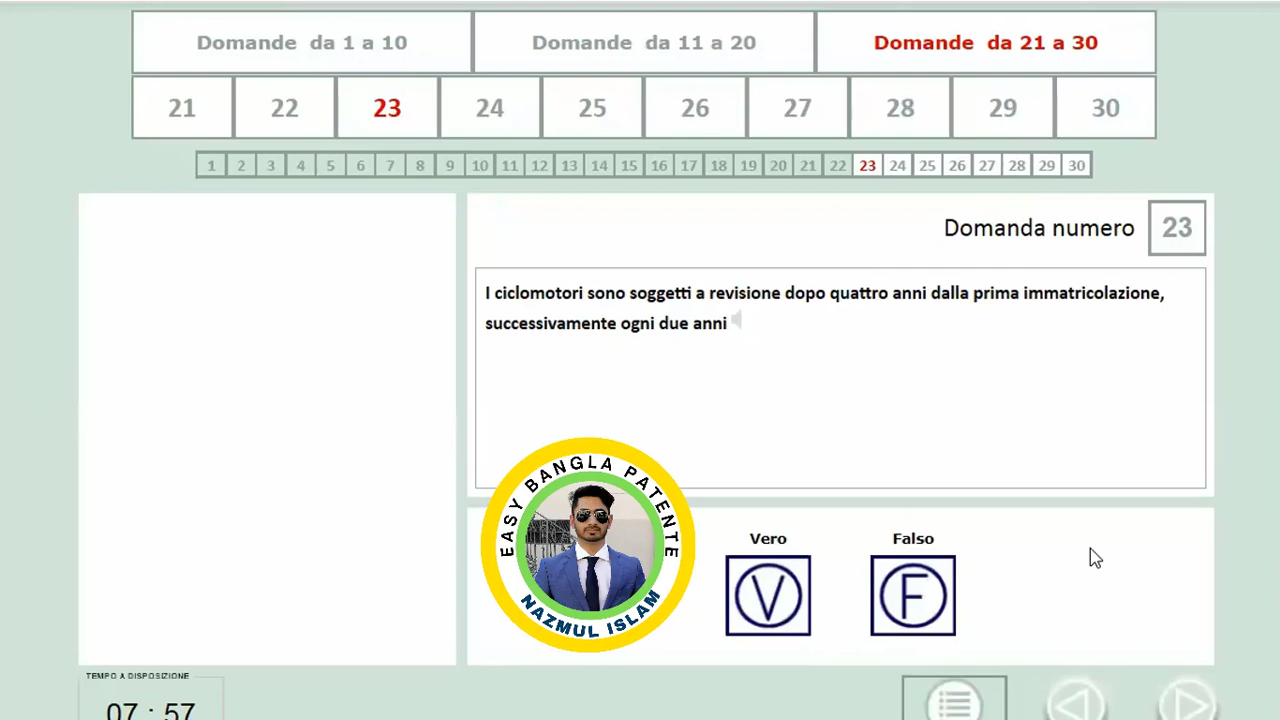 Domande da 1 a 10
Domande da 11 a 20
Domande da 21 a 30
21 22 23 24 25 26 27 28 29 30
1 2 3 4 5 6 7 8 9 10 11 12 13 14 15 16 17 18 19 20 21 22 23 24 25 26 27 28 29 30
Domanda numero 23
I ciclomotori sono soggetti a revisione dopo quattro anni dalla prima immatricolazione,
successivamente ogni due anni
EASY BANGLA PATENTE
NAZMUL ISLAM
Vero Falso
V F
TEMPO A DISPOSIZIONE
07 : 57